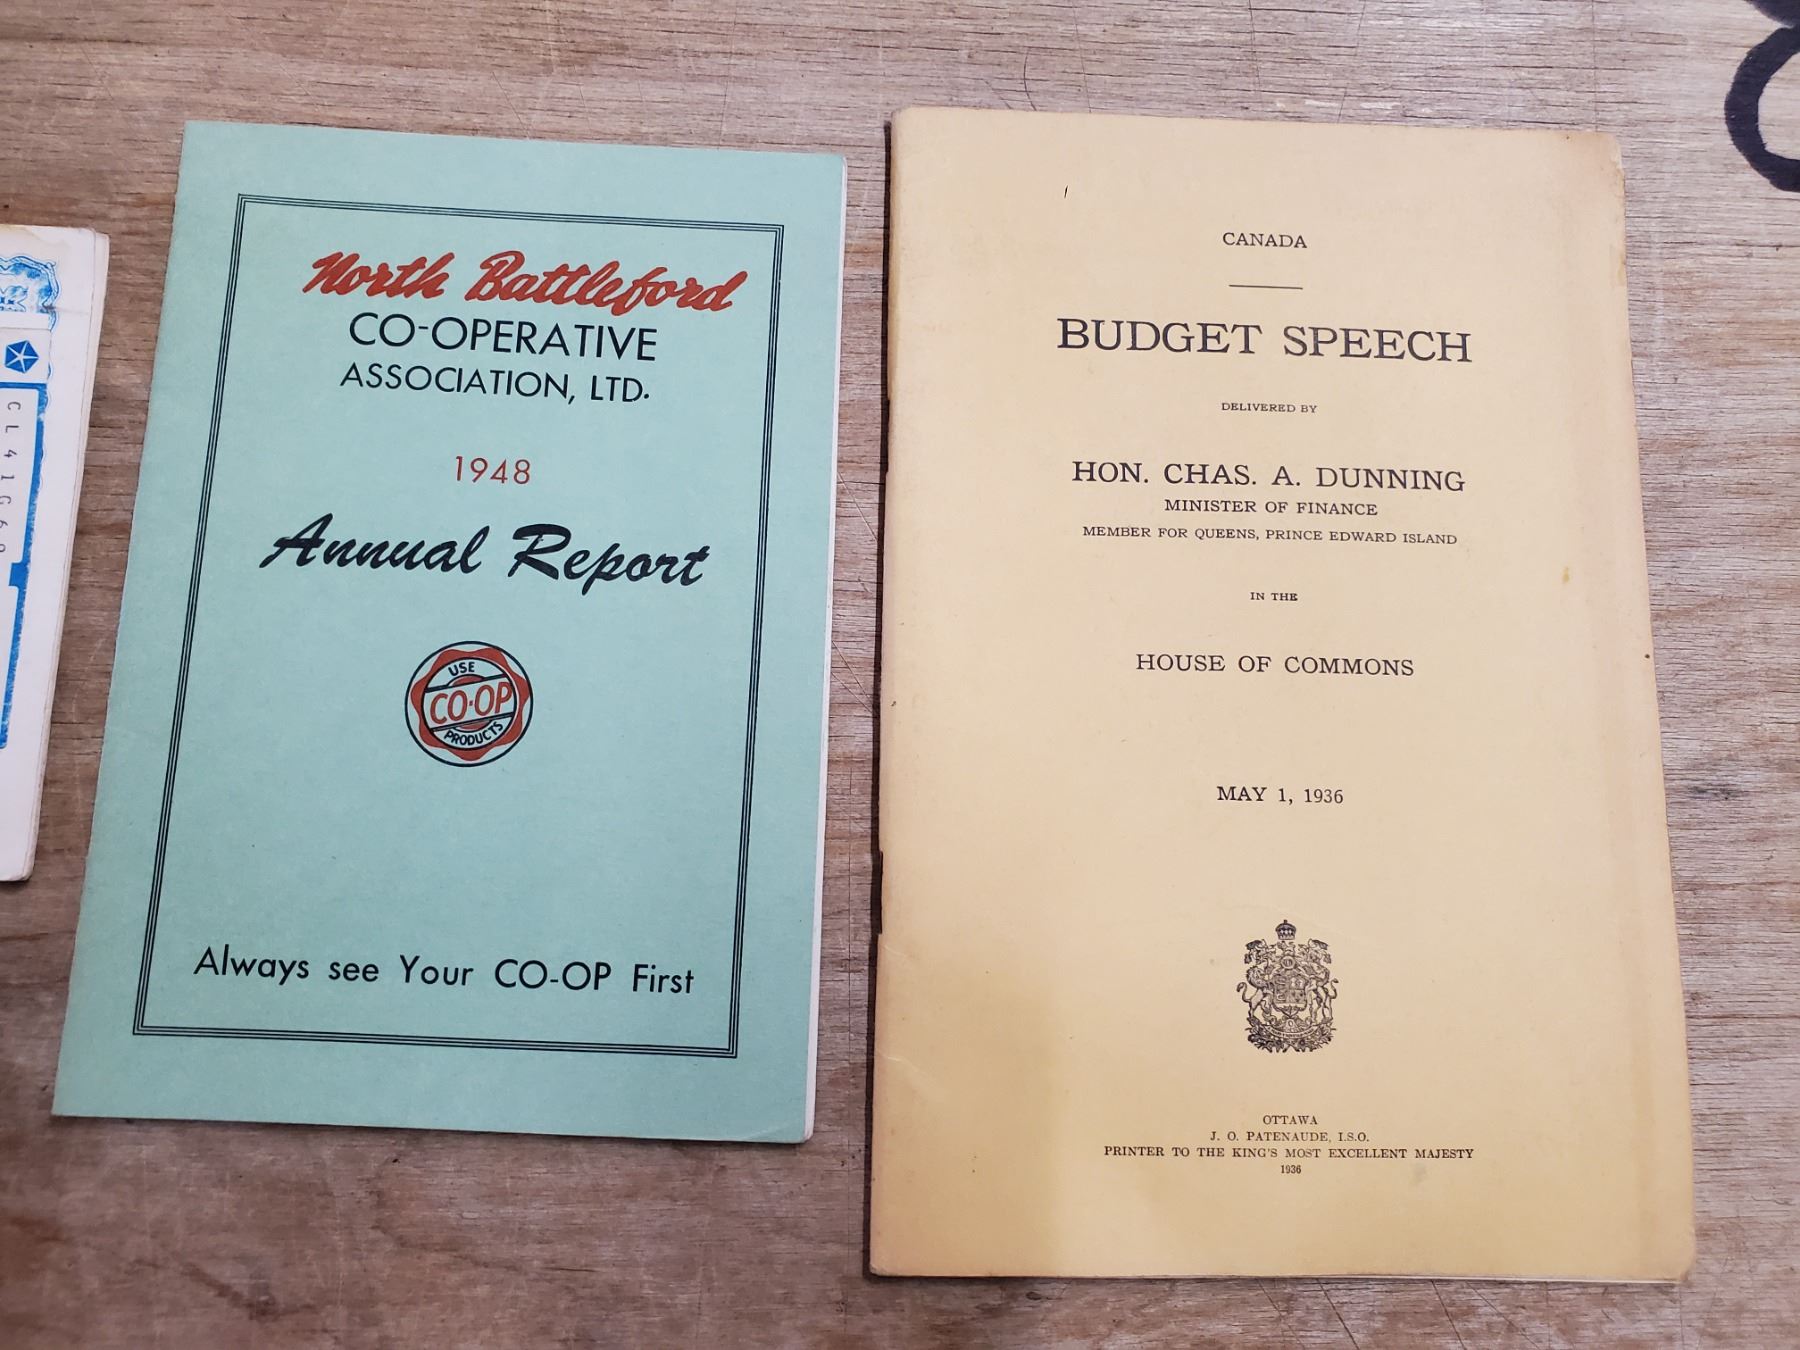 CL41G60
North Battleford
CO-OPERATIVE
ASSOCIATION, LTD.
1948
Annual Report
USE
CO-OP
PRODUCTS
Always see Your CO-OP First
CANADA
BUDGET SPEECH
DELIVERED BY
HON. CHAS. A. DUNNING
MINISTER OF FINANCE
MEMBER FOR QUEENS, PRINCE EDWARD ISLAND
IN THE
HOUSE OF COMMONS
MAY 1, 1936
OTTAWA
J. O. PATENAUDE, I.S.O.
PRINTER TO THE KING'S MOST EXCELLENT MAJESTY
1936